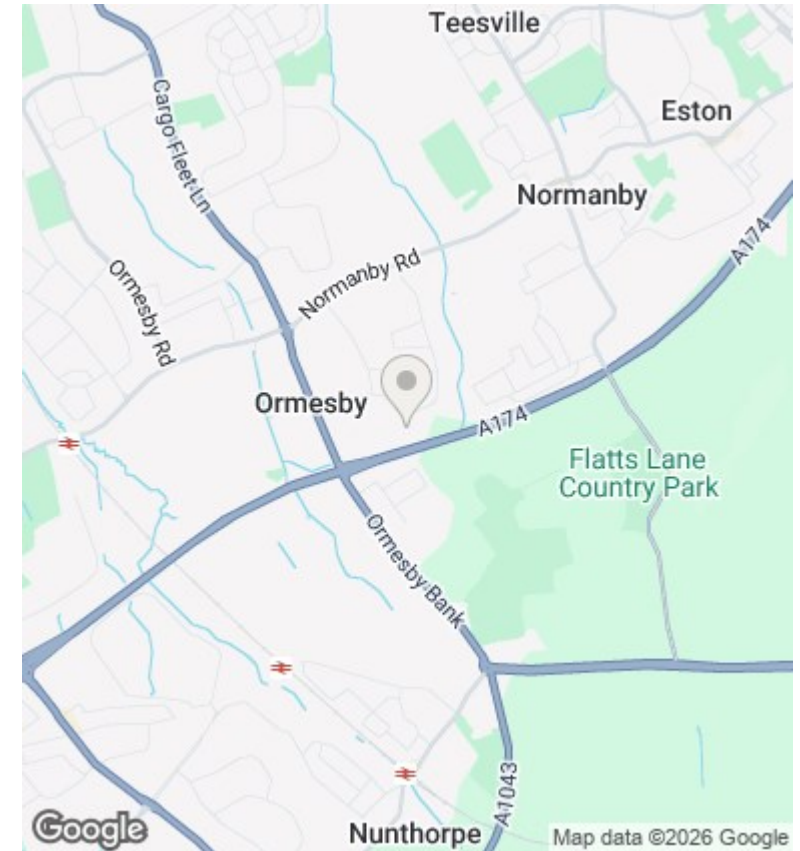 Teesville
Eston
Cargo Fleet Ln
Normanby
A174
Normanby Rd
Ormesby Rd
Ormesby
A174
Flatts Lane
Country Park
Ormesby Bank
A1043
Nunthorpe
Google
Map data ©2026 Google